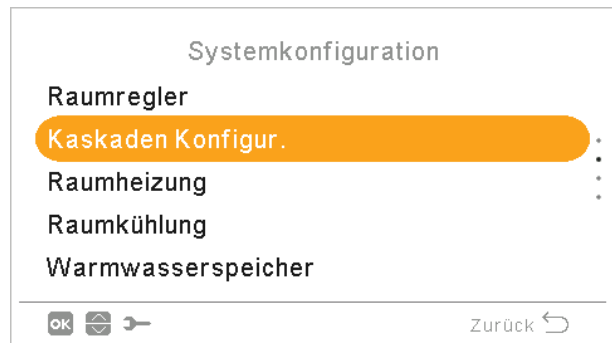 Systemkonfiguration
Raumregler
Kaskaden Konfigur.
Raumheizung
Raumkühlung
Warmwasserspeicher
OK Zurück